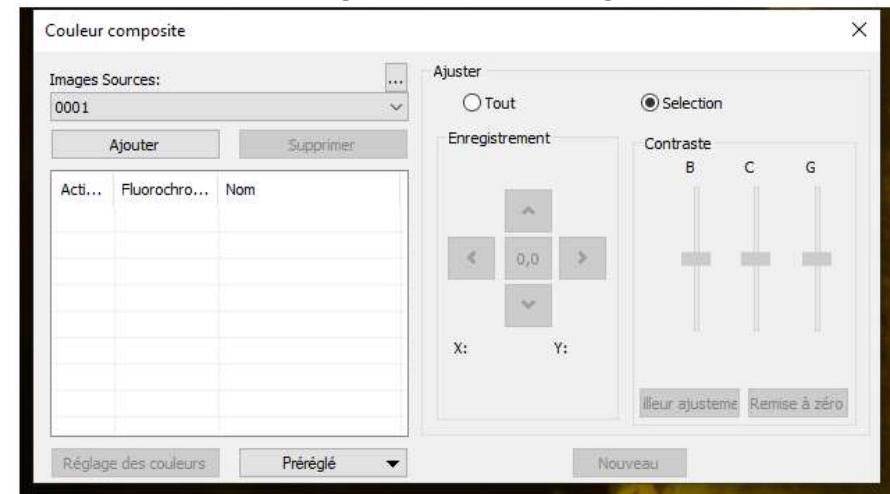 Couleur composite
Images Sources:
...
0001
Ajouter
Supprimer
Acti...
Fluorochro...
Nom
Réglage des couleurs
Préréglé
Ajuster
Tout
Selection
Enregistrement
0,0
X:
Y:
Contraste
B
C
G
illeur ajusteme
Remise à zéro
Nouveau